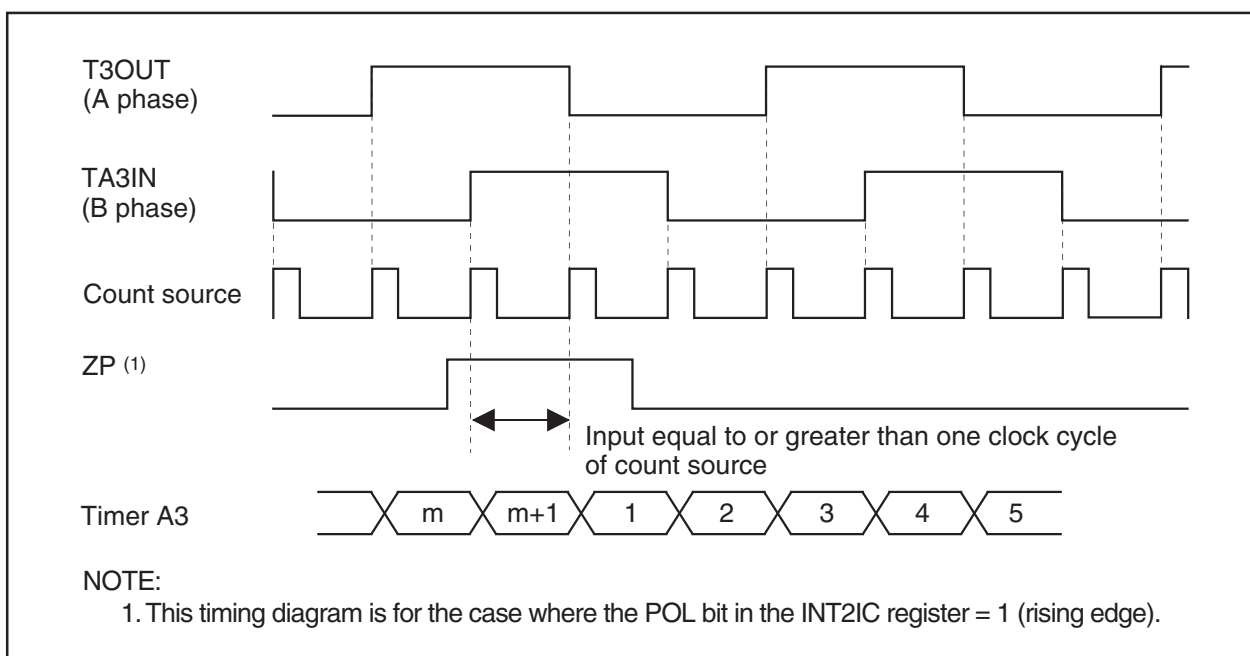 T3OUT
(A phase)
TA3IN
(B phase)
Count source
ZP (1)
Input equal to or greater than one clock cycle
of count source
Timer A3 m m+1 1 2 3 4 5
NOTE:
1. This timing diagram is for the case where the POL bit in the INT2IC register = 1 (rising edge).